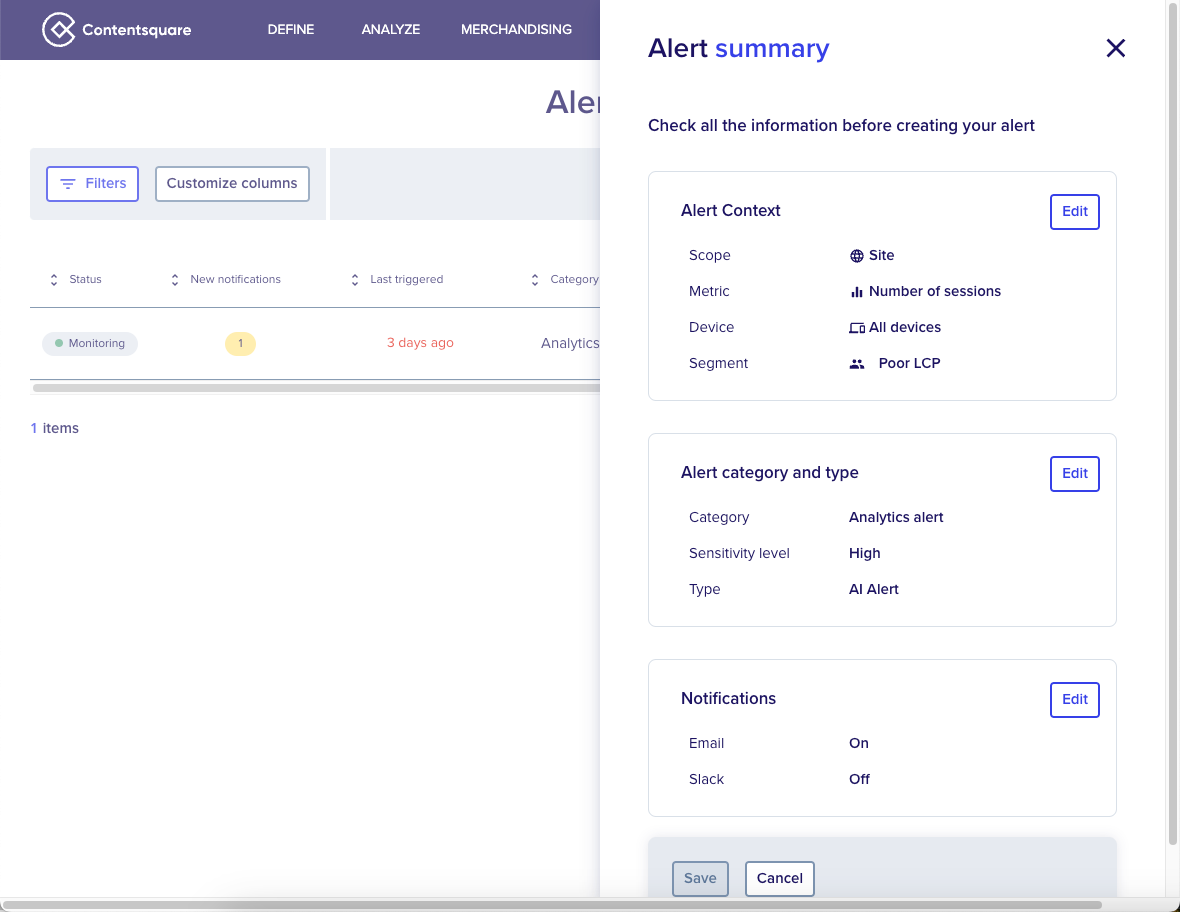 Contentsquare
DEFINE ANALYZE MERCHANDISING
Filters Customize columns
Status New notifications Last triggered Category
Monitoring 1 3 days ago Analytics
1 items
Alert summary
Check all the information before creating your alert
Alert Context Edit
Scope Site
Metric Number of sessions
Device All devices
Segment Poor LCP
Alert category and type Edit
Category Analytics alert
Sensitivity level High
Type AI Alert
Notifications Edit
Email On
Slack Off
Save Cancel